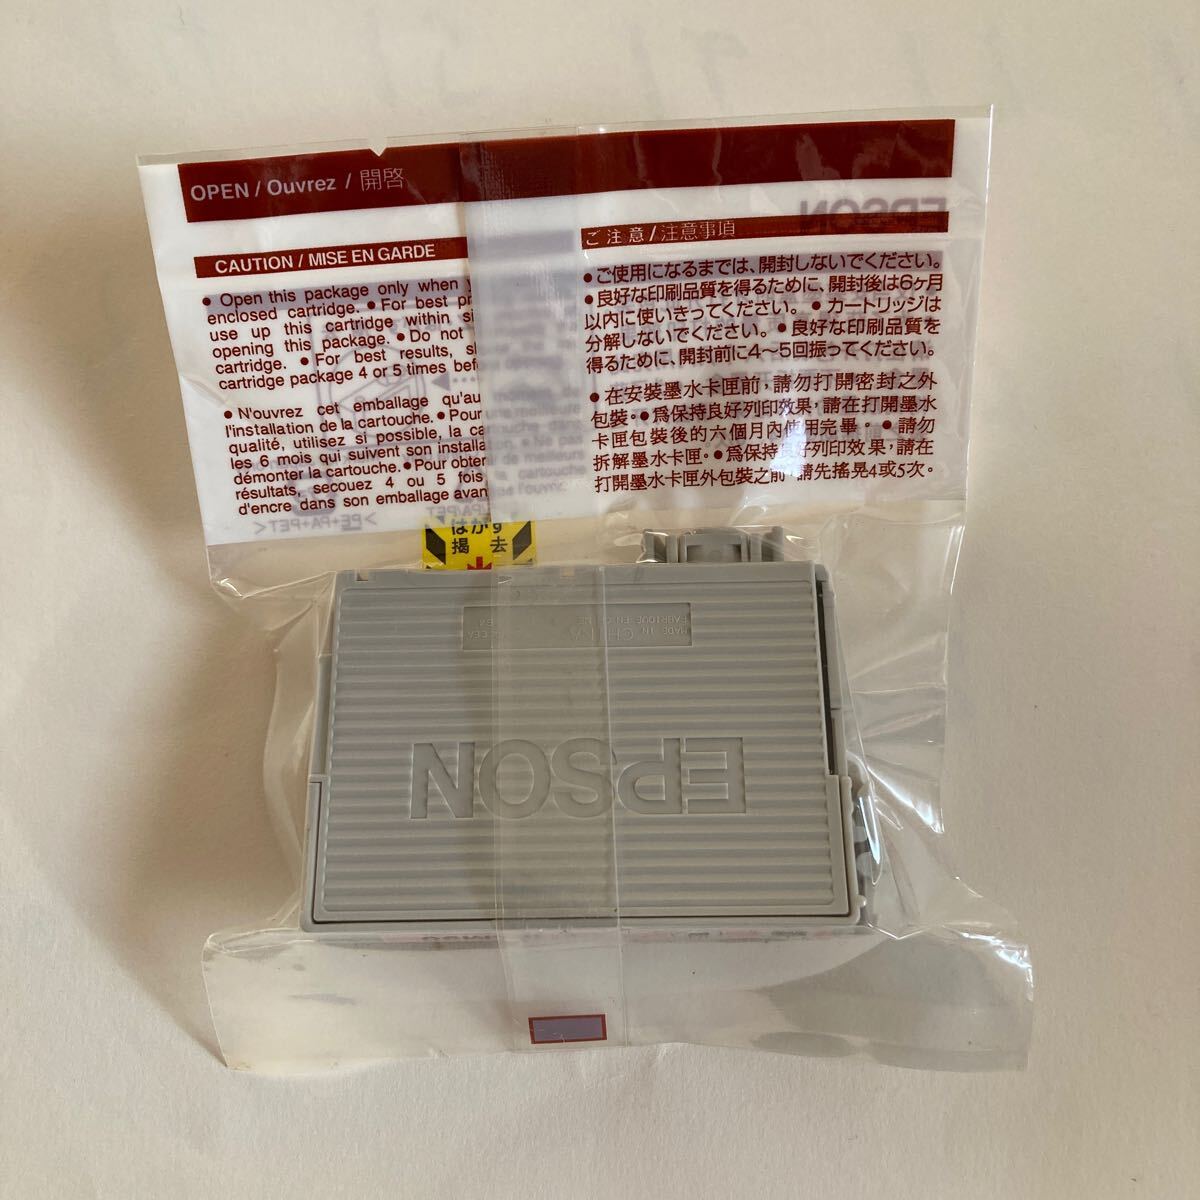 OPEN / Ouvrez / 開啓
CAUTION / MISE EN GARDE
● Open this package only when
enclosed cartridge. ● For best
use up this cartridge within
opening this package. ● Do not
cartridge. ● For best results,
cartridge package 4 or 5 times
● N'ouvrez cet emballage
l'installation de la cartouche. ● Pour
qualité, utilisez si possible, la
les 6 mois qui suivent son
démonter la cartouche. ● Pour
résultats, secouez 4 ou 5 fois
d'encre dans son emballage
ご注意/注意事項
● ご使用になるまでは、開封しないでください。
● 良好な印刷品質を得るために、開封後は6ヶ月
以内に使いきってください。 ● カートリッジは
分解しないでください。 ● 良好な印刷品質を
得るために、開封前に4〜5回振ってください。
● 在安裝墨水卡匣前，請勿打開密封之外
包裝。● 爲保持良好列印效果，請在打開墨水
卡匣包裝後的六個月內使用完畢。 ● 請勿
拆解墨水卡匣。● 爲保持良好列印效果，請在
打開墨水卡匣外包裝之前，請先搖晃4或5次。
EPSON
>PE+PA+PET<
はがす
揭去
MADE IN
CHINA
FABRIQUE EN
EPSON